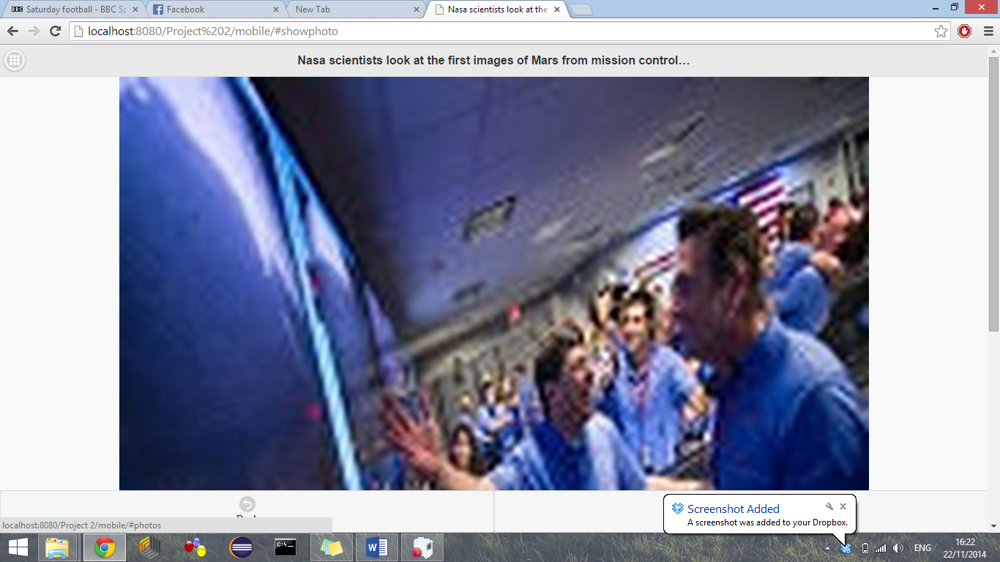 BBC Saturday football - BBC Sp
Facebook
New Tab
Nasa scientists look at the
localhost:8080/Project%202/mobile/#showphoto
Nasa scientists look at the first images of Mars from mission control…
Screenshot Added
A screenshot was added to your Dropbox.
localhost:8080/Project 2/mobile/#photos
C:\_
ENG
16:22
22/11/2014